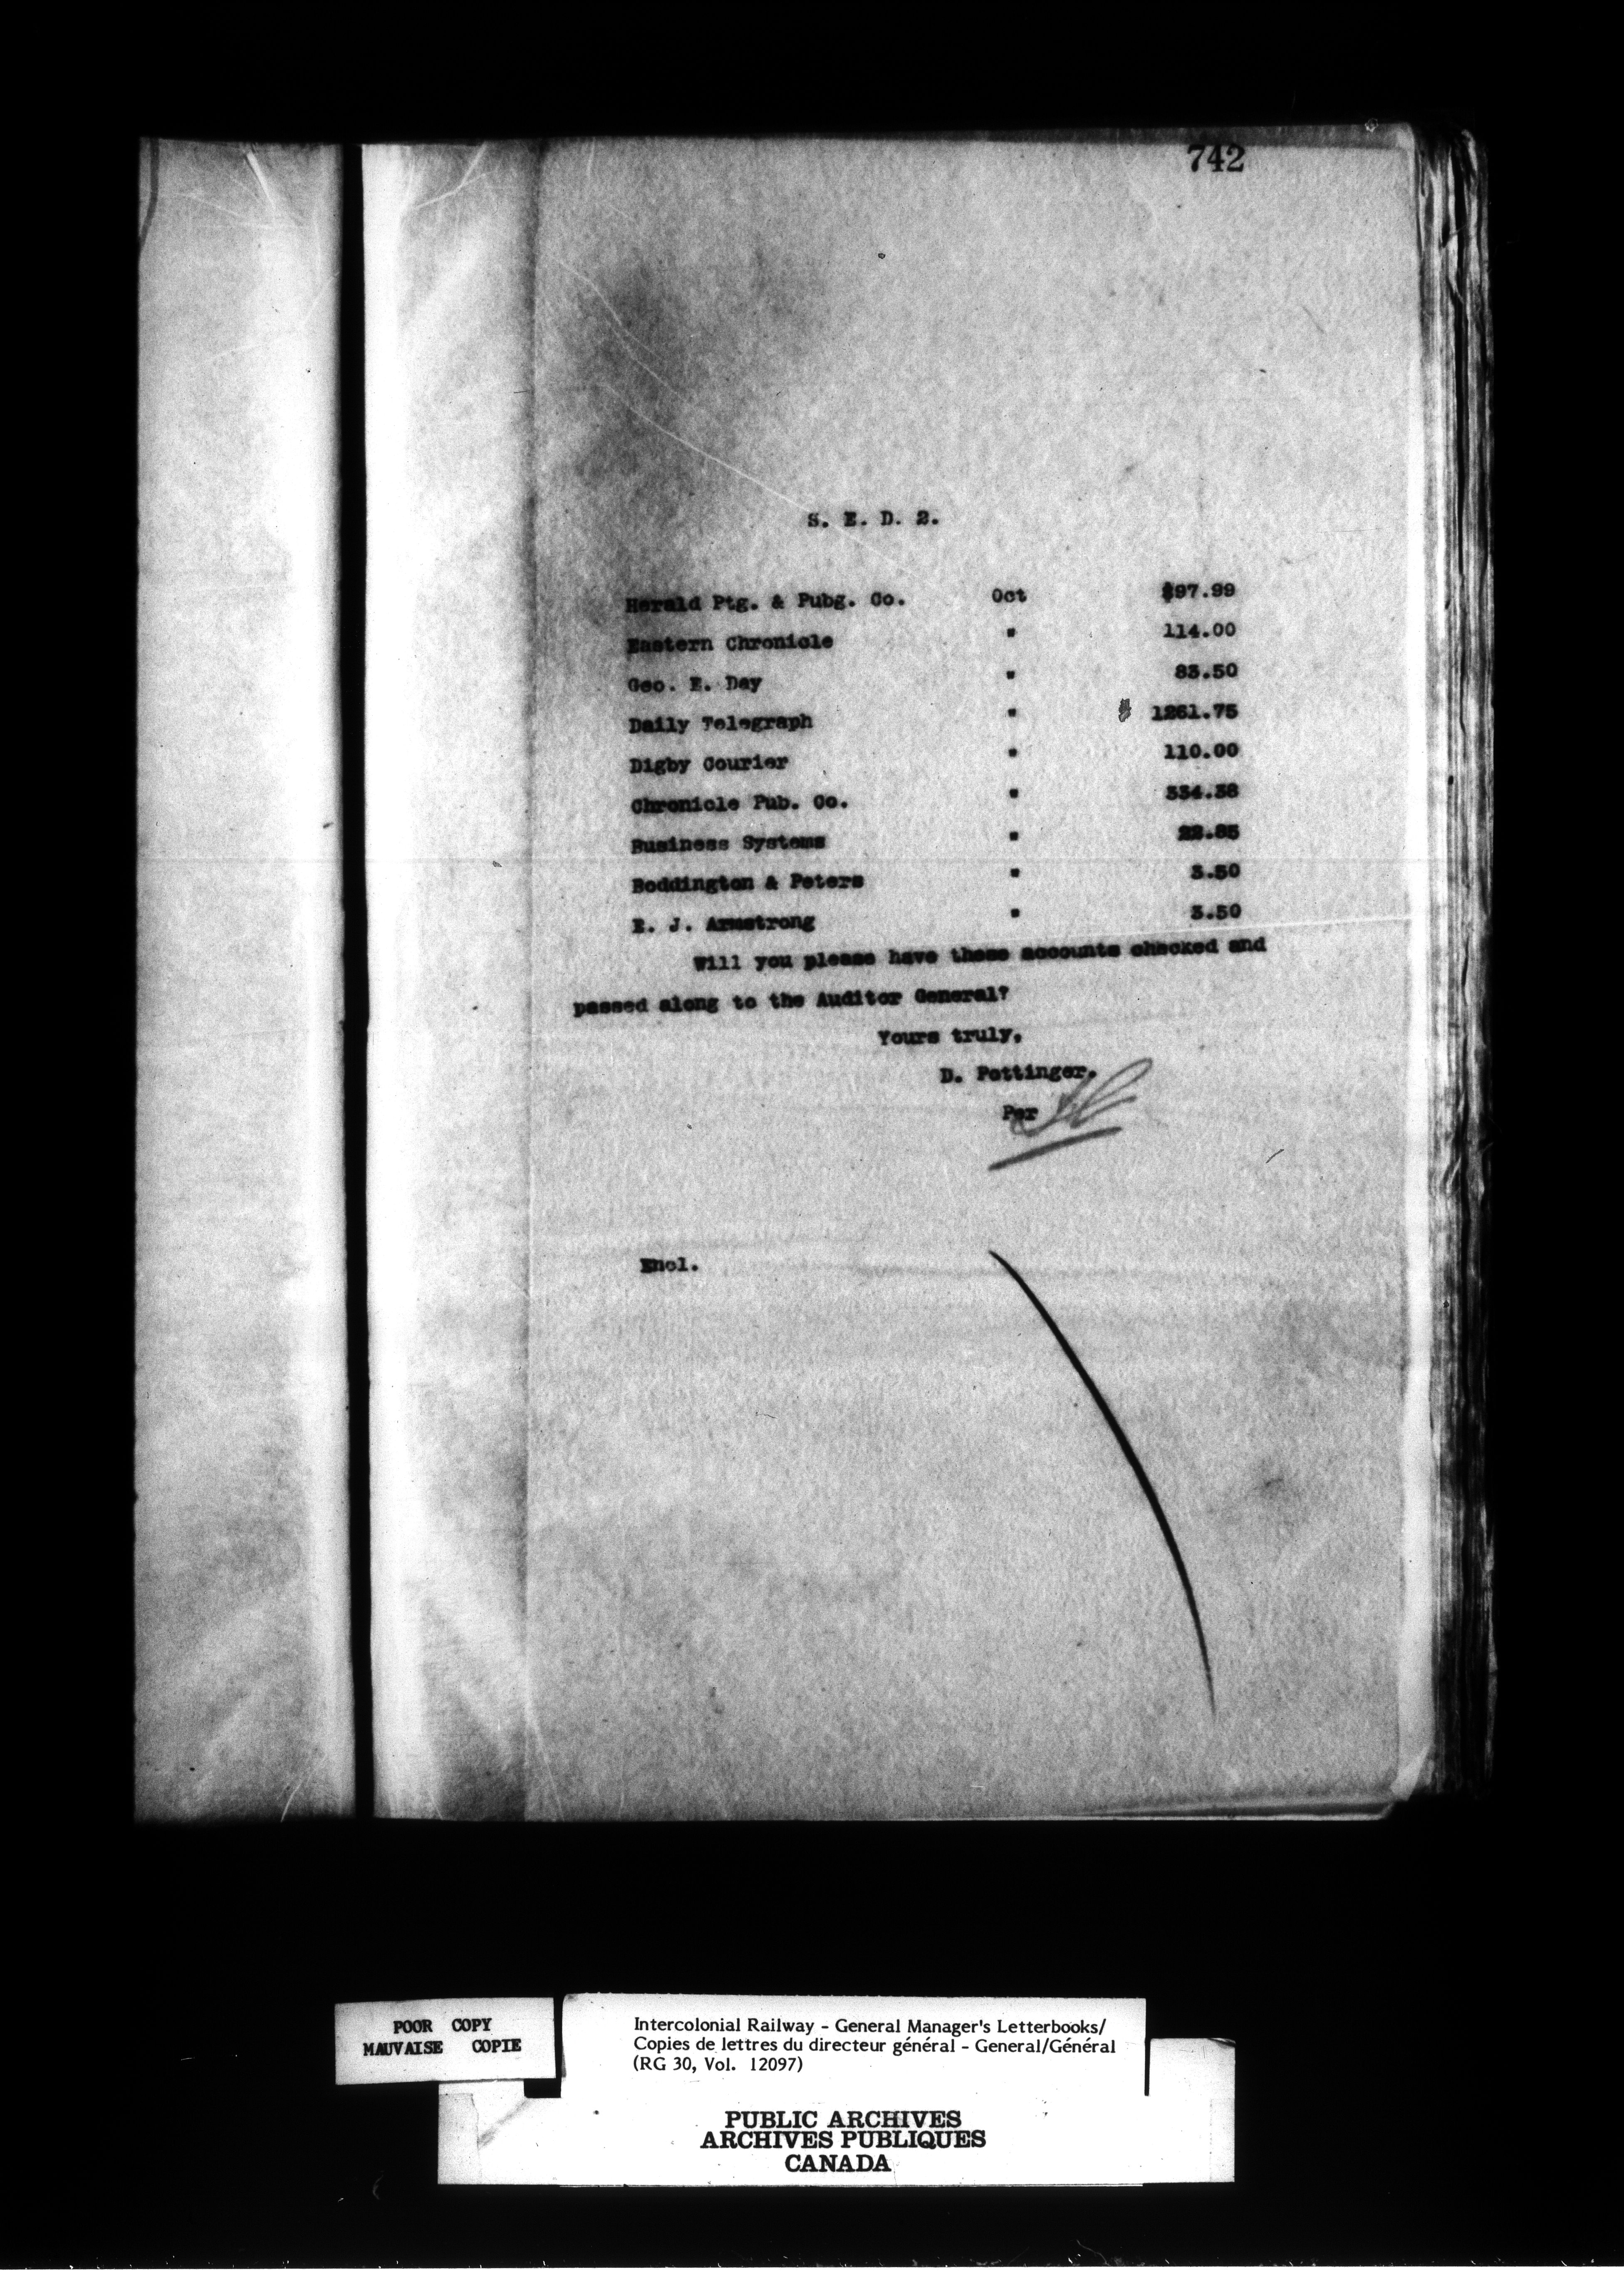 742
S. E. D. 2.
Herald Ptg. & Pubg. Co. Oct $97.99
Eastern Chronicle " 114.00
Geo. E. Day " 83.50
Daily Telegraph " 1261.75
Digby Courier " 110.00
Chronicle Pub. Co. " 334.38
Business Systems " 22.85
Boddington & Peters " 3.50
E. J. Armstrong " 3.50
Will you please have these accounts checked and
passed along to the Auditor General?
Yours truly,
D. Pottinger.
Per
Encl.
POOR COPY
MAUVAISE COPIE
Intercolonial Railway - General Manager's Letterbooks/
Copies de lettres du directeur général - General/Général
(RG 30, Vol. 12097)
PUBLIC ARCHIVES
ARCHIVES PUBLIQUES
CANADA